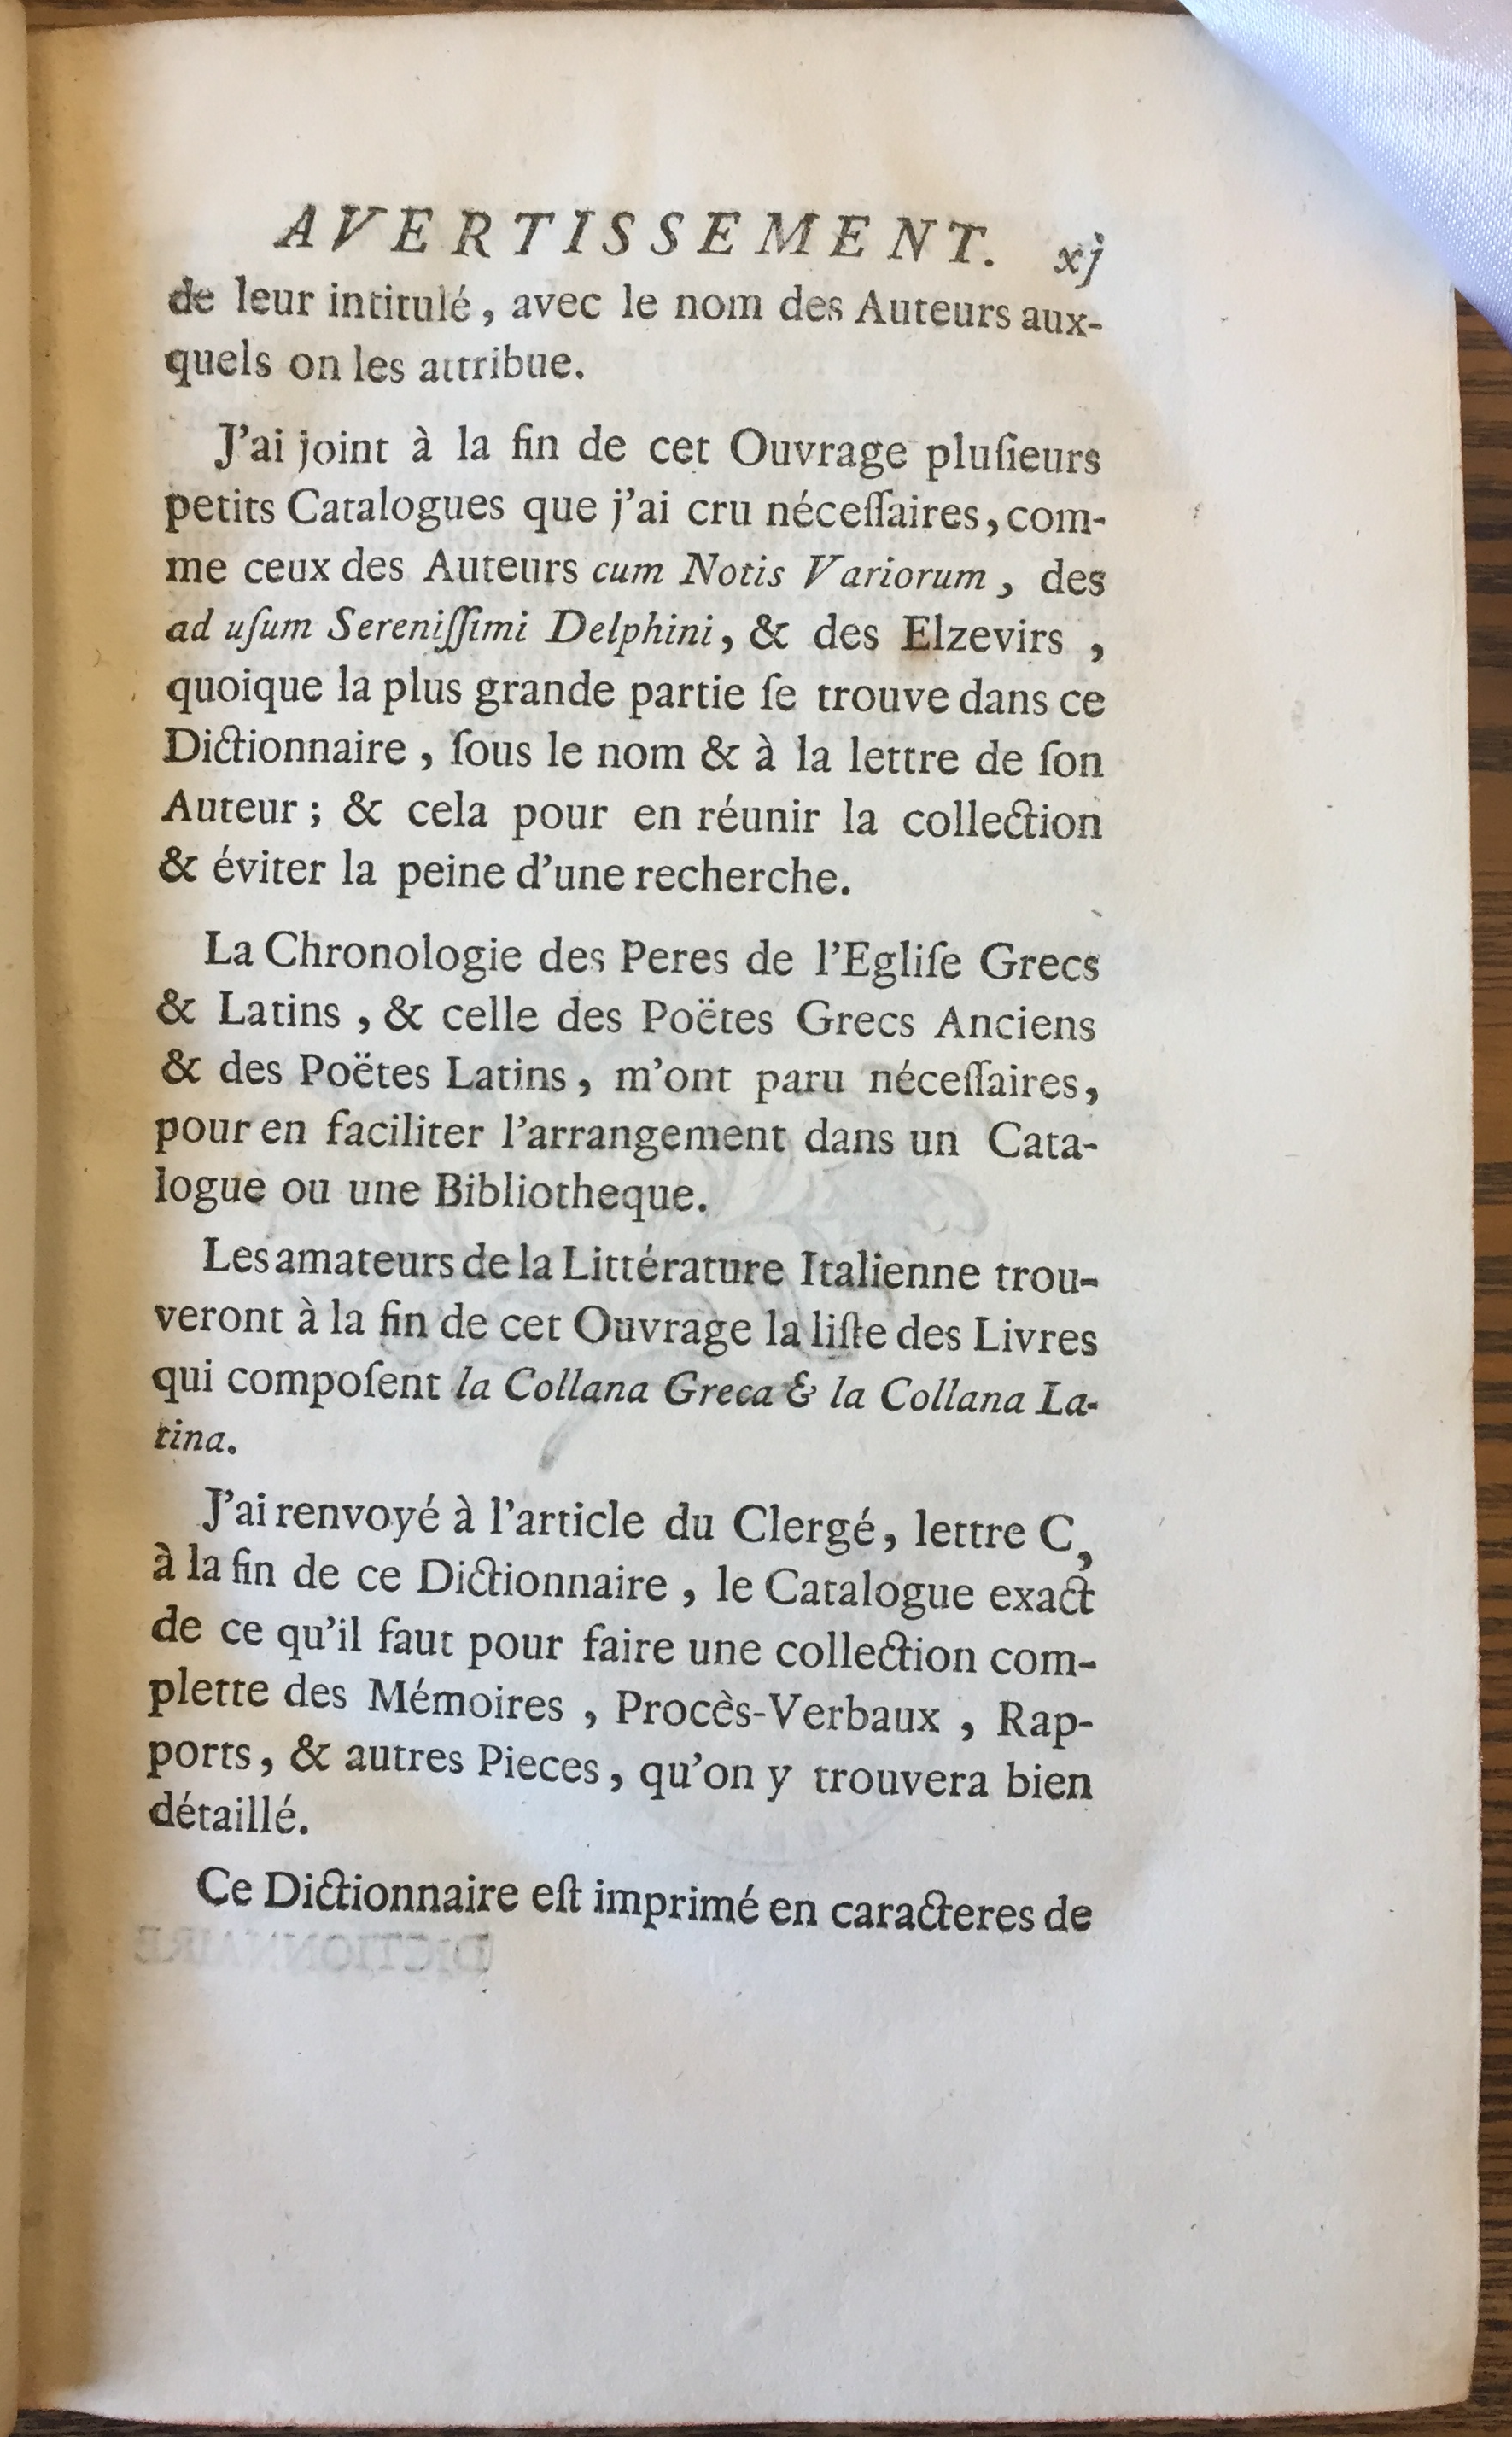 AVERTISSEMENT. xj
de leur intitulé, avec le nom des Auteurs aux-
quels on les attribue.
J'ai joint à la fin de cet Ouvrage pluſieurs
petits Catalogues que j'ai cru néceſſaires, com-
me ceux des Auteurs cum Notis Variorum, des
ad uſum Sereniſſimi Delphini, & des Elzevirs,
quoique la plus grande partie ſe trouve dans ce
Dictionnaire, ſous le nom & à la lettre de ſon
Auteur; & cela pour en réunir la collection
& éviter la peine d'une recherche.
La Chronologie des Peres de l'Egliſe Grecs
& Latins, & celle des Poëtes Grecs Anciens
& des Poëtes Latins, m'ont paru néceſſaires,
pour en faciliter l'arrangement dans un Cata-
logue ou une Bibliotheque.
Les amateurs de la Littérature Italienne trou-
veront à la fin de cet Ouvrage la liſte des Livres
qui compoſent la Collana Greca & la Collana La-
tina.
J'ai renvoyé à l'article du Clergé, lettre C,
à la fin de ce Dictionnaire, le Catalogue exact
de ce qu'il faut pour faire une collection com-
plette des Mémoires, Procès-Verbaux, Rap-
ports, & autres Pieces, qu'on y trouvera bien
détaillé.
Ce Dictionnaire eſt imprimé en caracteres de
DICTIONNAIRE